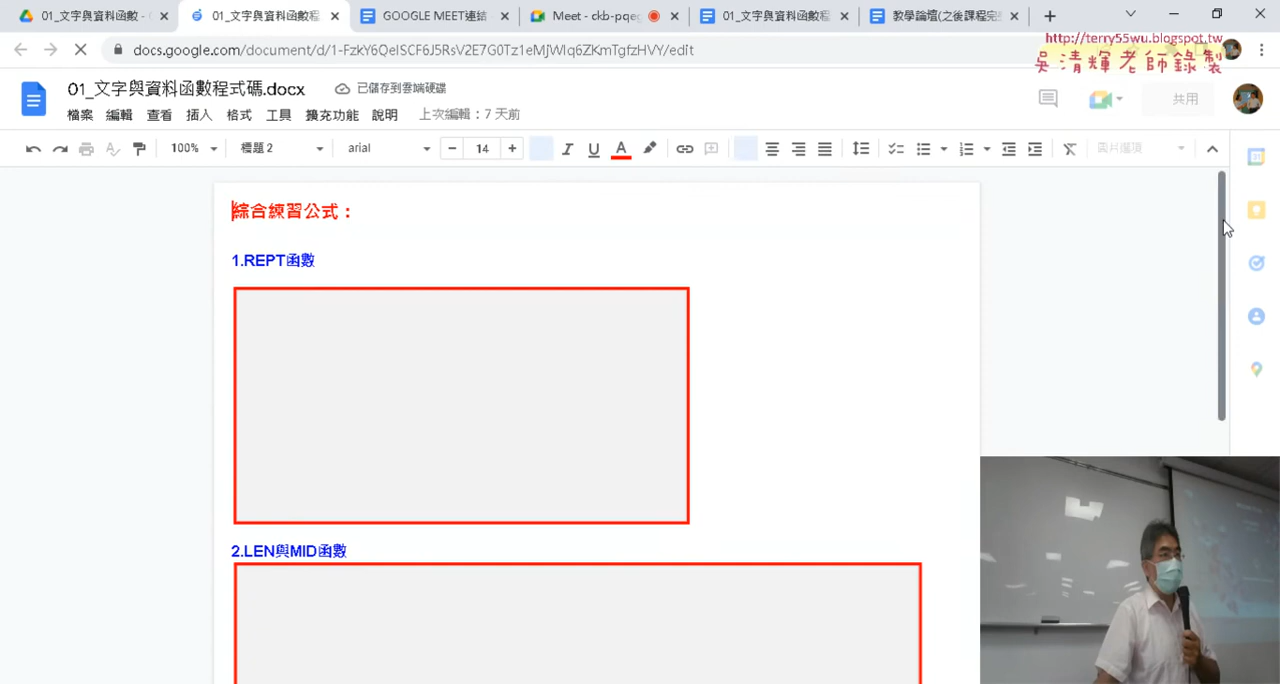 01_文字與資料函數 -
01_文字與資料函數程
GOOGLE MEET連結
Meet - ckb-pqe
01_文字與資料函數程
教學論壇(之後課程完
docs.google.com/document/d/1-FzkY6QeISCF6J5RsV2E7G0Tz1eMjWIq6ZKmTgfzHVY/edit
http://terry55wu.blogspot.tw
吳清輝老師錄製
01_文字與資料函數程式碼.docx
已儲存到雲端硬碟
檔案 編輯 查看 插入 格式 工具 擴充功能 說明 上次編輯：7 天前
共用
100% 標題 2 arial 14 圖片選項
綜合練習公式：
1.REPT函數
2.LEN與MID函數